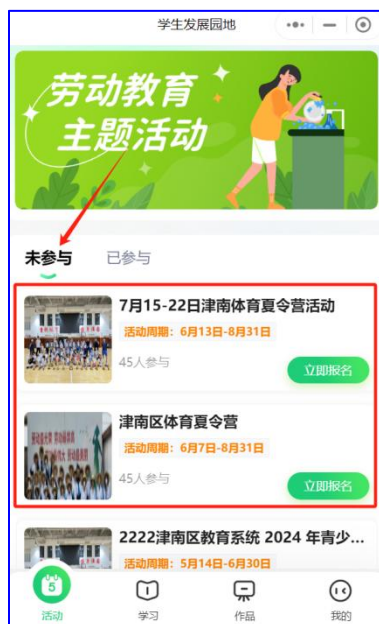 学生发展园地
劳动教育
主题活动
未参与
已参与
7月15-22日津南体育夏令营活动
活动周期：6月13日-8月31日
45人参与
立即报名
津南区体育夏令营
活动周期：6月7日-8月31日
45人参与
立即报名
2222津南区教育系统 2024 年青少...
活动周期：5月14日-6月30日
5
活动
学习
作品
我的